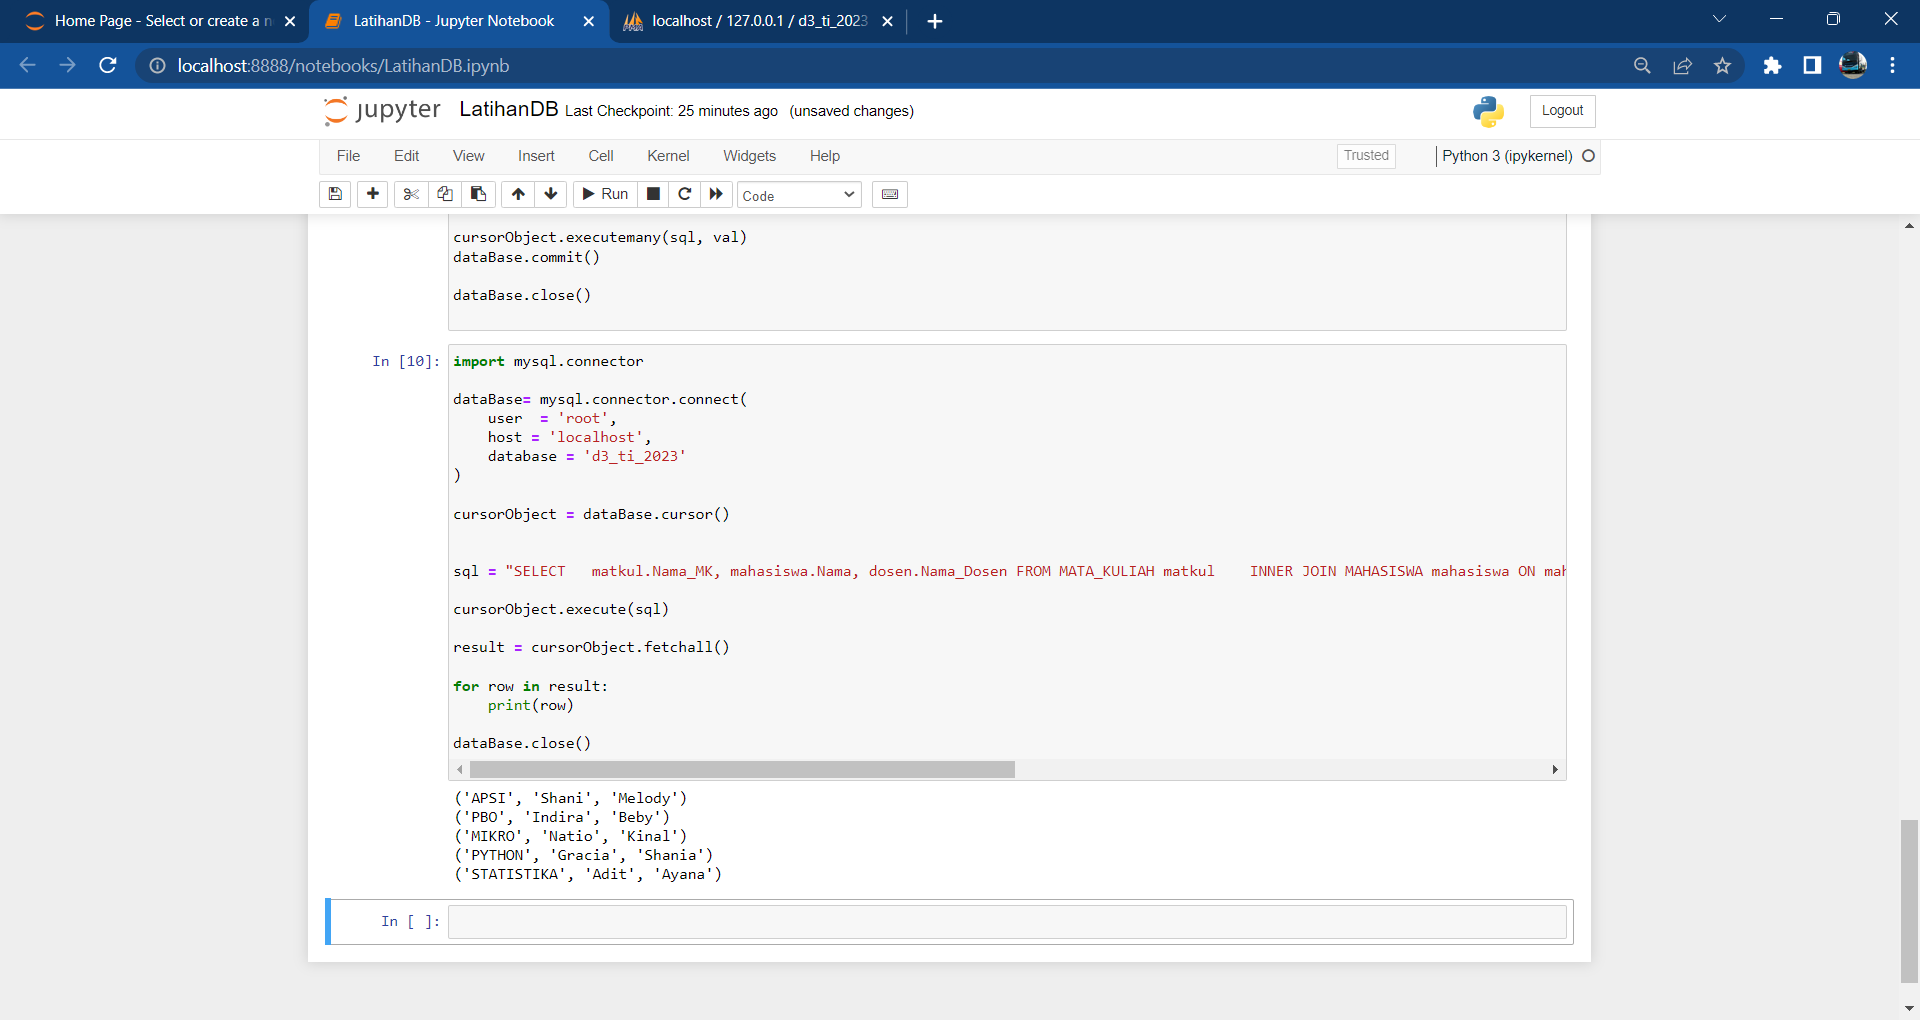 Home Page - Select or create a n
LatihanDB - Jupyter Notebook
localhost / 127.0.0.1 / d3_ti_2023
localhost:8888/notebooks/LatihanDB.ipynb
jupyter LatihanDB Last Checkpoint: 25 minutes ago (unsaved changes)
Logout
File Edit View Insert Cell Kernel Widgets Help
Trusted
Python 3 (ipykernel)
Run
Code
cursorObject.executemany(sql, val)
dataBase.commit()
dataBase.close()
In [10]:
import mysql.connector
dataBase= mysql.connector.connect(
    user  = 'root',
    host = 'localhost',
    database = 'd3_ti_2023'
)
cursorObject = dataBase.cursor()
sql = "SELECT   matkul.Nama_MK, mahasiswa.Nama, dosen.Nama_Dosen FROM MATA_KULIAH matkul    INNER JOIN MAHASISWA mahasiswa ON mah
cursorObject.execute(sql)
result = cursorObject.fetchall()
for row in result:
    print(row)
dataBase.close()
('APSI', 'Shani', 'Melody')
('PBO', 'Indira', 'Beby')
('MIKRO', 'Natio', 'Kinal')
('PYTHON', 'Gracia', 'Shania')
('STATISTIKA', 'Adit', 'Ayana')
In [ ]: